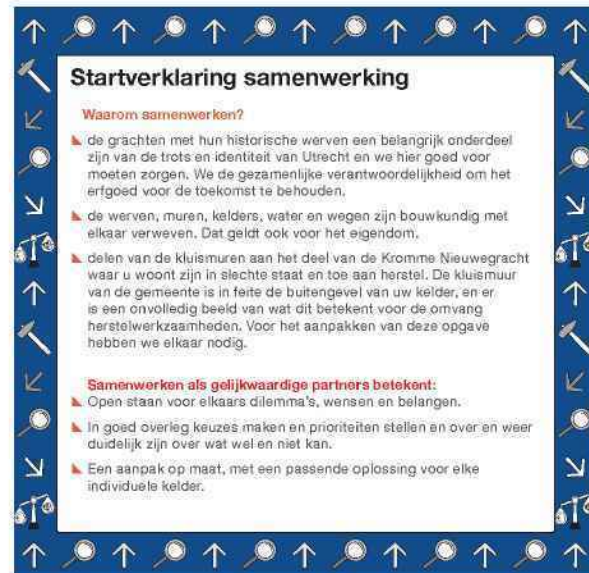 Startverklaring samenwerking
Waarom samenwerken?
de grachten met hun historische werven een belangrijk onderdeel
zijn van de trots en identiteit van Utrecht en we hier goed voor
moeten zorgen. We de gezamenlijke verantwoordelijkheid om het
erfgoed voor de toekomst te behouden.
de werven, muren, kelders, water en wegen zijn bouwkundig met
elkaar verweven. Dat geldt ook voor het eigendom.
delen van de kluismuren aan het deel van de Kromme Nieuwegracht
waar u woont zijn in slechte staat en toe aan herstel. De kluismuur
van de gemeente is in feite de buitengevel van uw kelder, en er
is een onvolledig beeld van wat dit betekent voor de omvang
herstelwerkzaamheden. Voor het aanpakken van deze opgave
hebben we elkaar nodig.
Samenwerken als gelijkwaardige partners betekent:
Open staan voor elkaars dilemma's, wensen en belangen.
In goed overleg keuzes maken en prioriteiten stellen en over en weer
duidelijk zijn over wat wel en niet kan.
Een aanpak op maat, met een passende oplossing voor elke
individuele kelder.